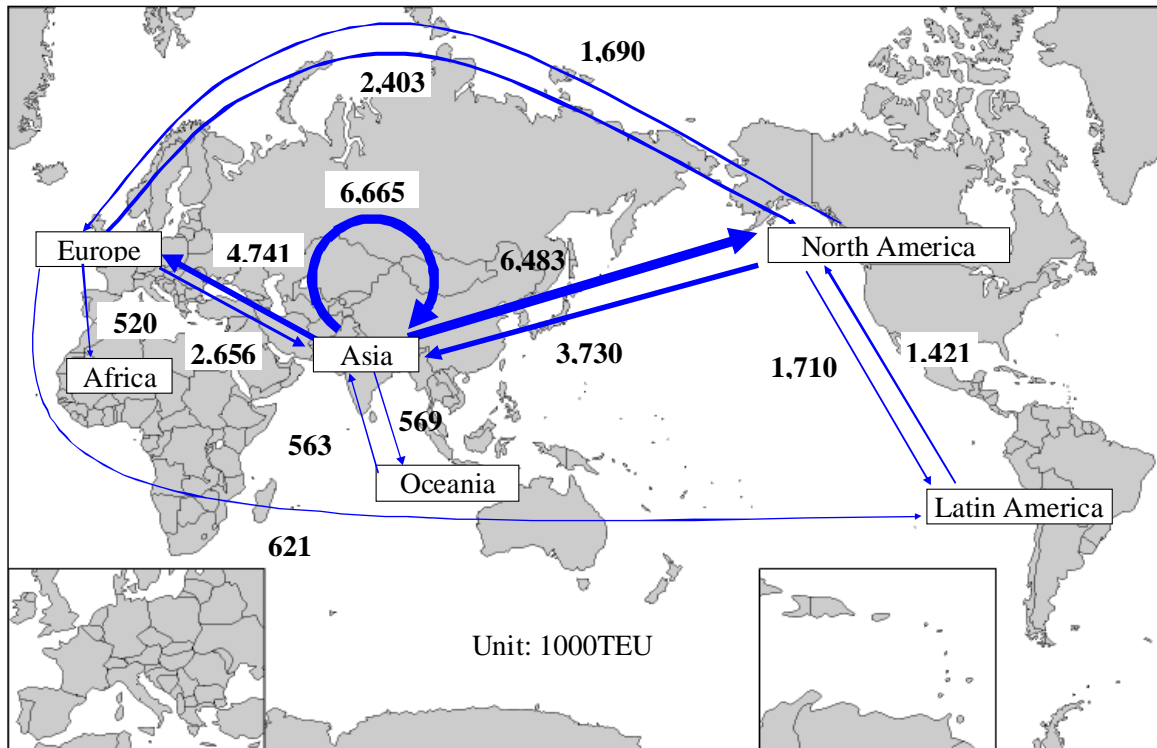 1,690
2,403
6,665
Europe
4,741
6,483
North America
520
2,656
Asia
3,730
1,710
1,421
Africa
563
569
Oceania
Latin America
621
Unit: 1000TEU